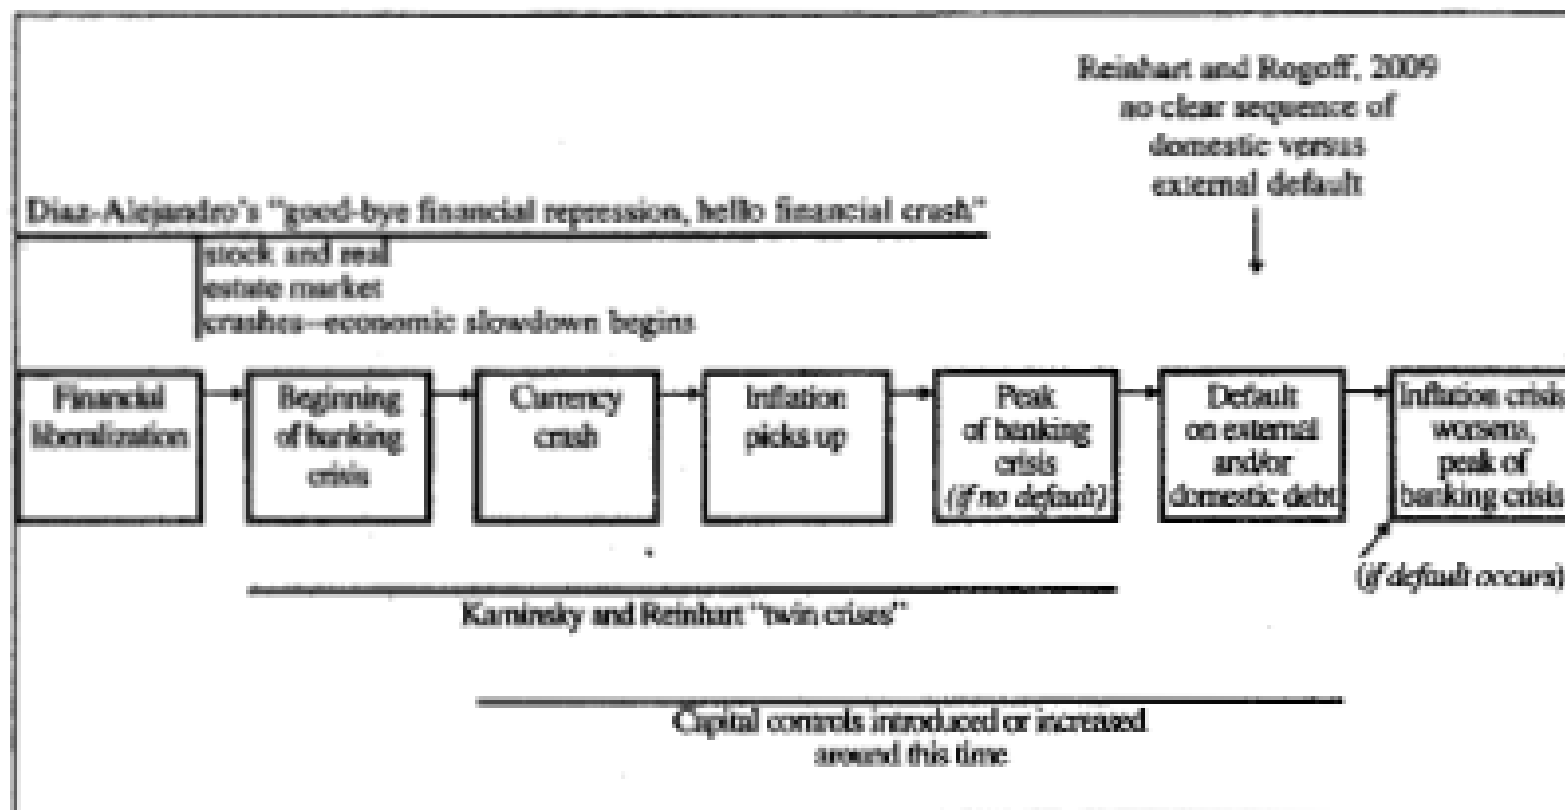 Reinhart and Rogoff, 2009
no clear sequence of
domestic versus
external default
Diaz-Alejandro's "good-bye financial repression, hello financial crash"
stock and real
estate market
crashes—economic slowdown begins
Financial
liberalization
Beginning
of banking
crisis
Currency
crash
Inflation
picks up
Peak
of banking
crisis
(if no default)
Default
on external
and/or
domestic debt
Inflation crisis
worsens,
peak of
banking crisis
(if default occurs)
Kaminsky and Reinhart "twin crises"
Capital controls introduced or increased
around this time